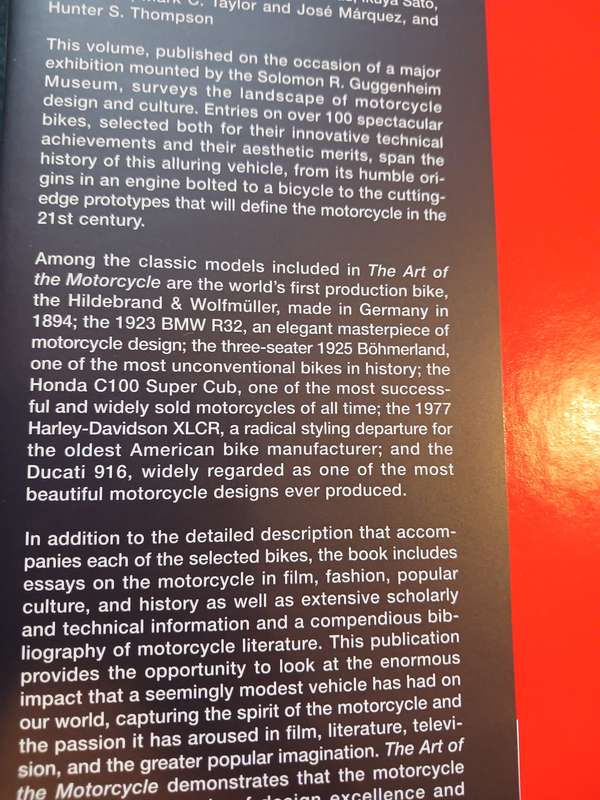 Mark C. Taylor and José Márquez, and
Hunter S. Thompson
This volume, published on the occasion of a major
exhibition mounted by the Solomon R. Guggenheim
Museum, surveys the landscape of motorcycle
design and culture. Entries on over 100 spectacular
bikes, selected both for their innovative technical
achievements and their aesthetic merits, span the
history of this alluring vehicle, from its humble ori-
gins in an engine bolted to a bicycle to the cutting-
edge prototypes that will define the motorcycle in the
21st century.
Among the classic models included in The Art of
the Motorcycle are the world's first production bike,
the Hildebrand & Wolfmüller, made in Germany in
1894; the 1923 BMW R32, an elegant masterpiece of
motorcycle design; the three-seater 1925 Böhmerland,
one of the most unconventional bikes in history; the
Honda C100 Super Cub, one of the most success-
ful and widely sold motorcycles of all time; the 1977
Harley-Davidson XLCR, a radical styling departure for
the oldest American bike manufacturer; and the
Ducati 916, widely regarded as one of the most
beautiful motorcycle designs ever produced.
In addition to the detailed description that accom-
panies each of the selected bikes, the book includes
essays on the motorcycle in film, fashion, popular
culture, and history as well as extensive scholarly
and technical information and a compendious bib-
liography of motorcycle literature. This publication
provides the opportunity to look at the enormous
impact that a seemingly modest vehicle has had on
our world, capturing the spirit of the motorcycle and
the passion it has aroused in film, literature, televi-
sion, and the greater popular imagination. The Art of
the Motorcycle demonstrates that the motorcycle
of design excellence and